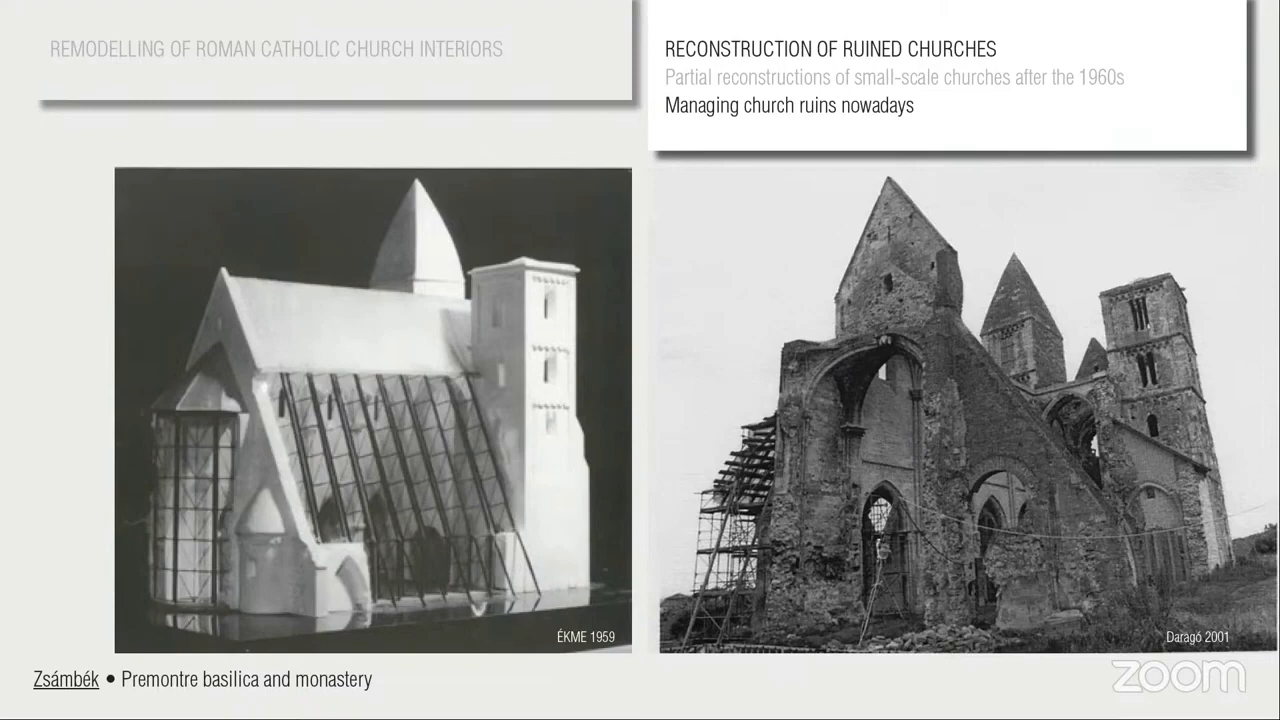 REMODELLING OF ROMAN CATHOLIC CHURCH INTERIORS
RECONSTRUCTION OF RUINED CHURCHES
Partial reconstructions of small-scale churches after the 1960s
Managing church ruins nowadays
ÉKME 1959
Daragó 2001
Zsámbék • Premontre basilica and monastery
zoom